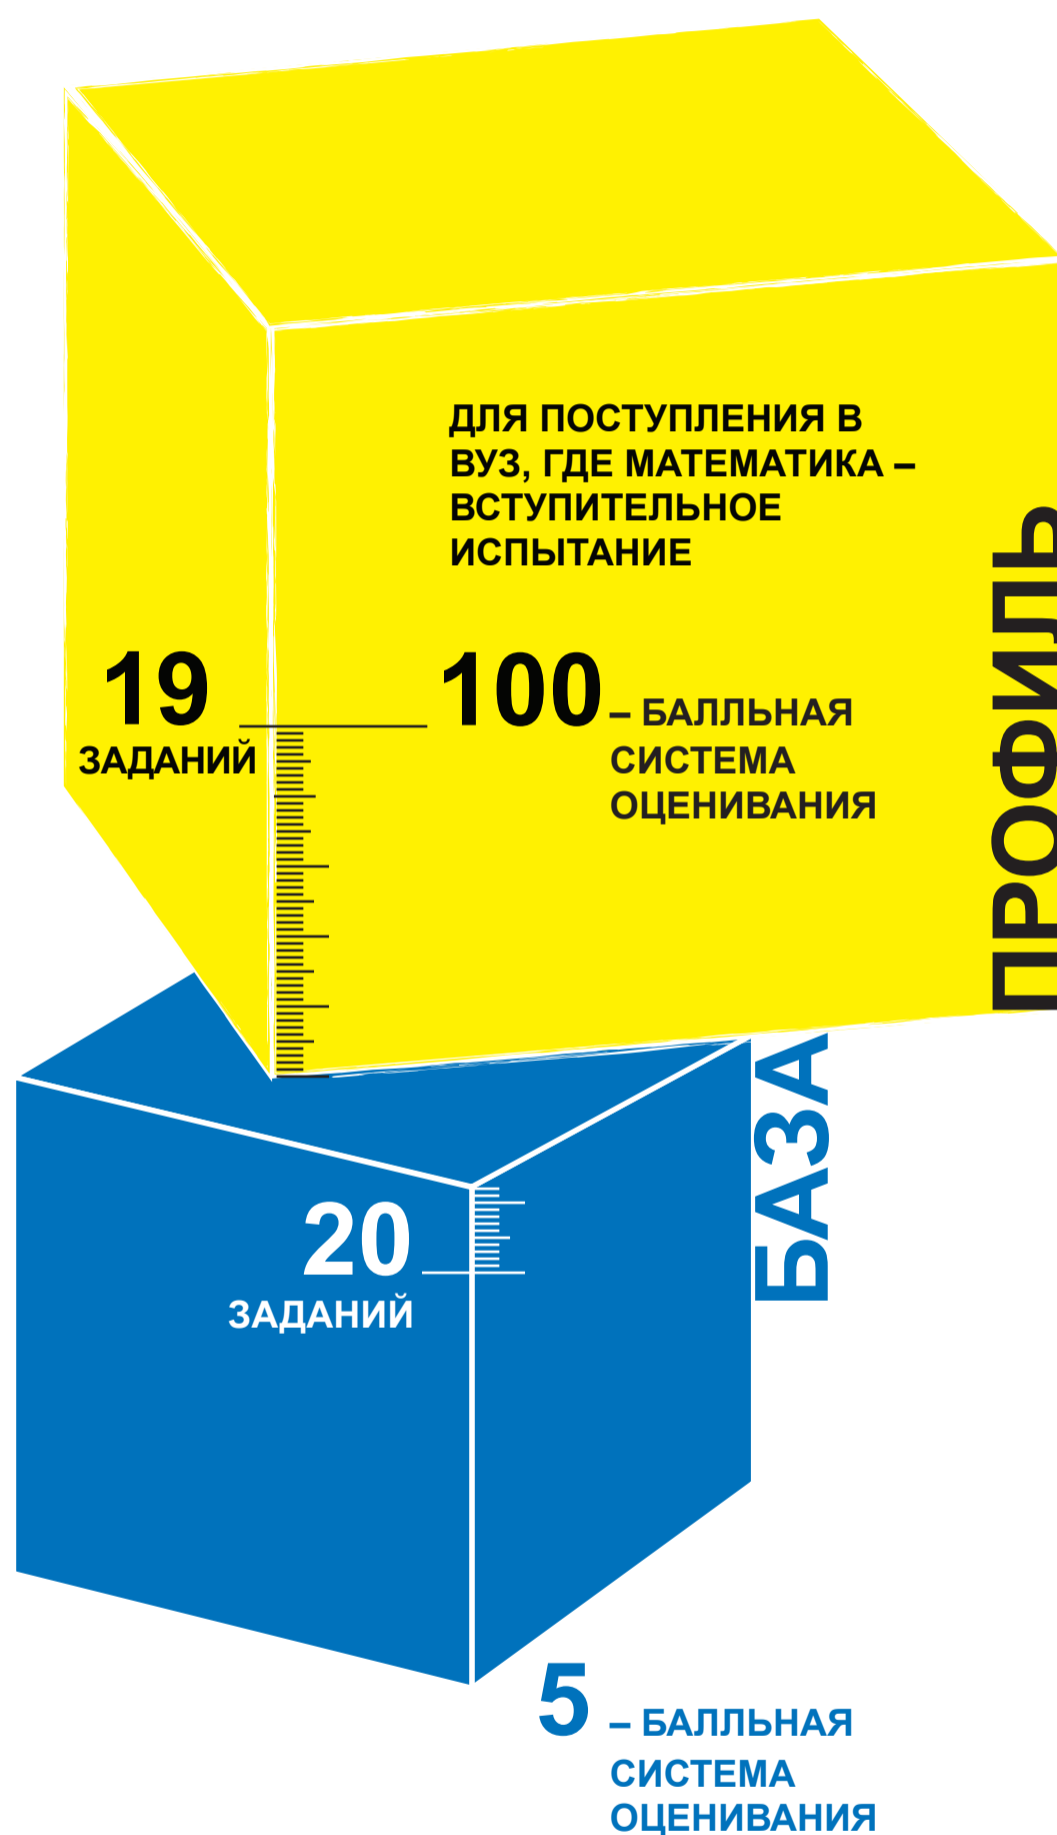 ДЛЯ ПОСТУПЛЕНИЯ В
ВУЗ, ГДЕ МАТЕМАТИКА –
ВСТУПИТЕЛЬНОЕ
ИСПЫТАНИЕ
19
ЗАДАНИЙ
100 – БАЛЛЬНАЯ
СИСТЕМА
ОЦЕНИВАНИЯ
ПРОФИЛЬ
БАЗА
20
ЗАДАНИЙ
5 – БАЛЛЬНАЯ
СИСТЕМА
ОЦЕНИВАНИЯ